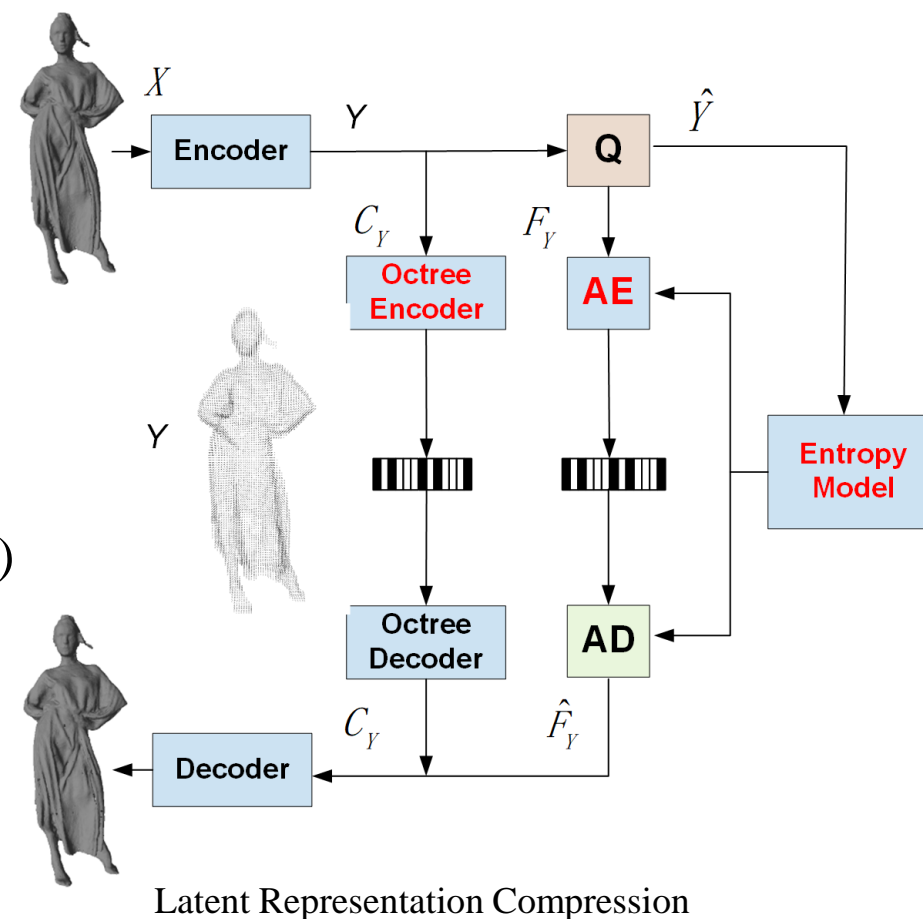 X
Y
Ŷ
Encoder
Q
C_Y
F_Y
Octree
Encoder
AE
Y
Entropy
Model
)
Octree
Decoder
AD
C_Y
F̂_Y
Decoder
Latent Representation Compression